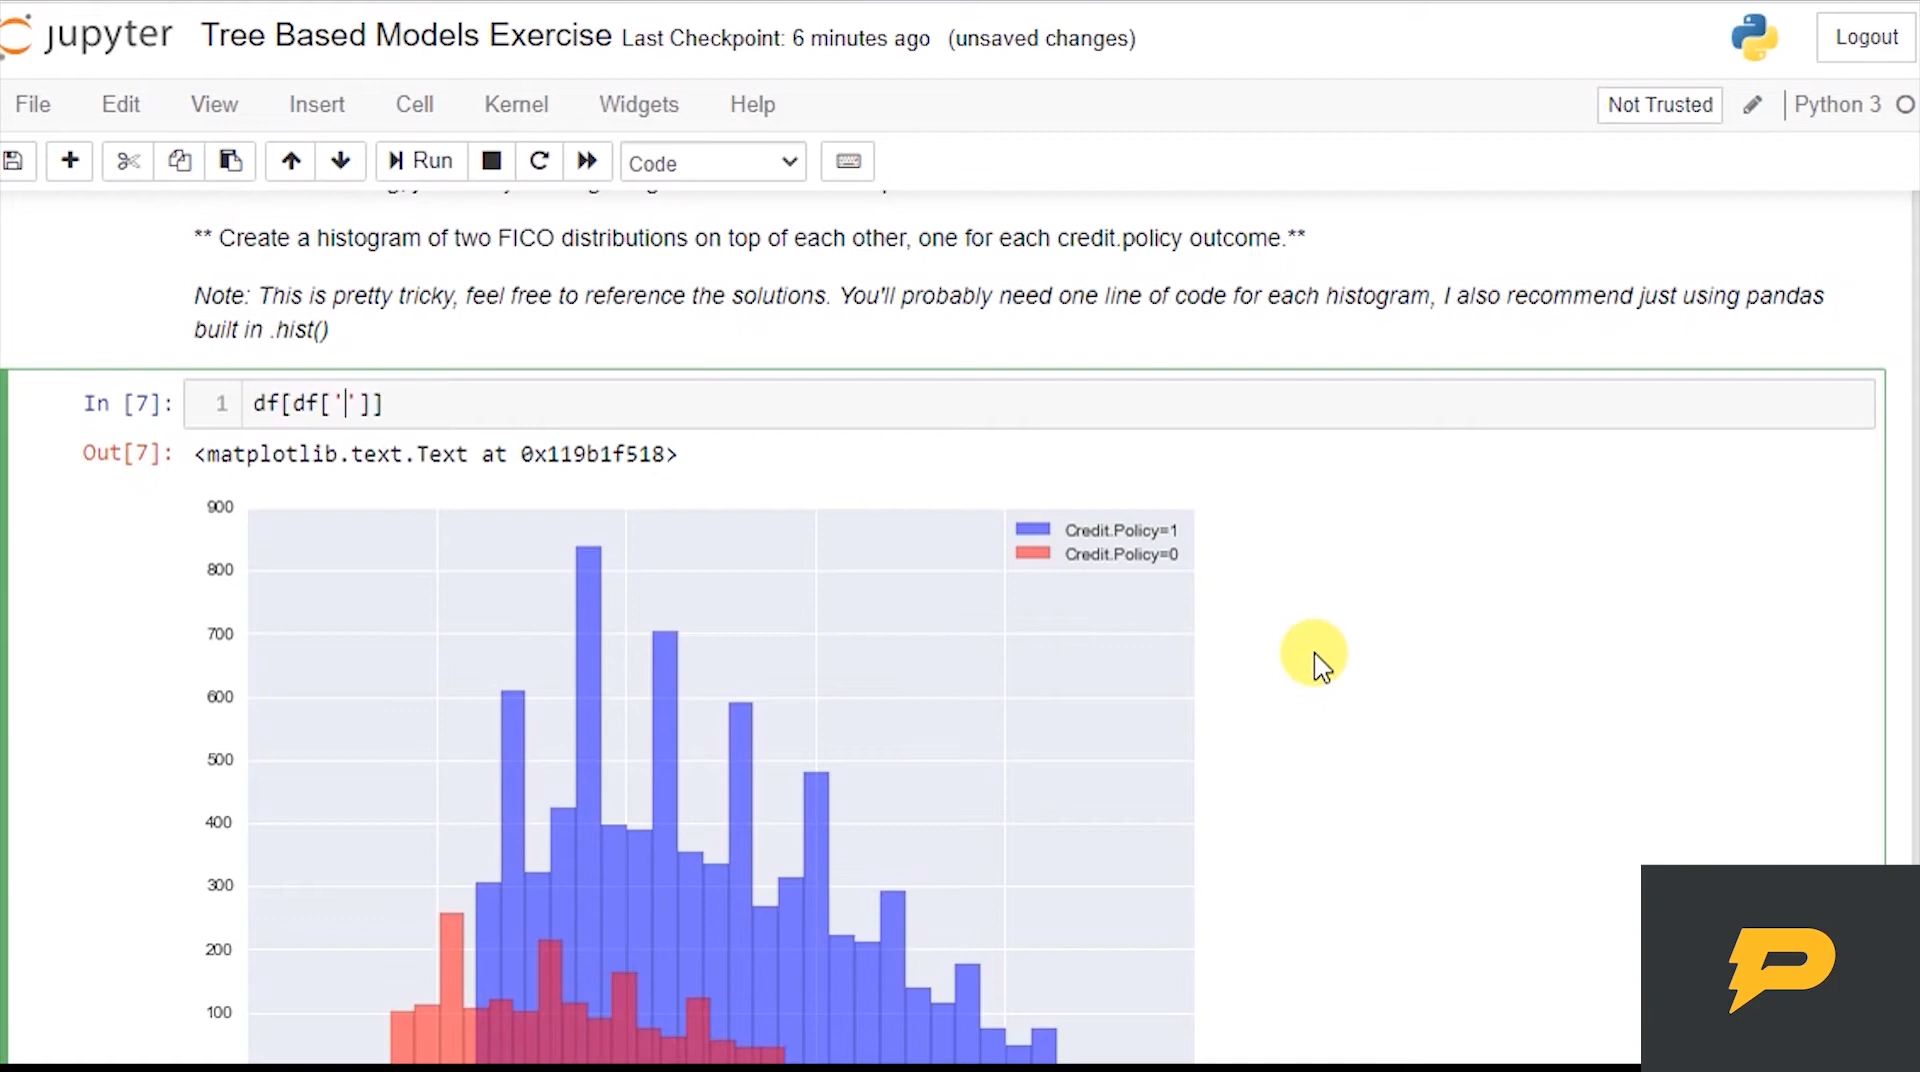 jupyter Tree Based Models Exercise Last Checkpoint: 6 minutes ago (unsaved changes) Logout
File Edit View Insert Cell Kernel Widgets Help Not Trusted Python 3
Run Code
** Create a histogram of two FICO distributions on top of each other, one for each credit.policy outcome.**
Note: This is pretty tricky, feel free to reference the solutions. You'll probably need one line of code for each histogram, I also recommend just using pandas
built in .hist()
In [7]: 1 df[df['']]
Out[7]: <matplotlib.text.Text at 0x119b1f518>
900
Credit.Policy=1
Credit.Policy=0
800
700
600
500
400
300
200
100